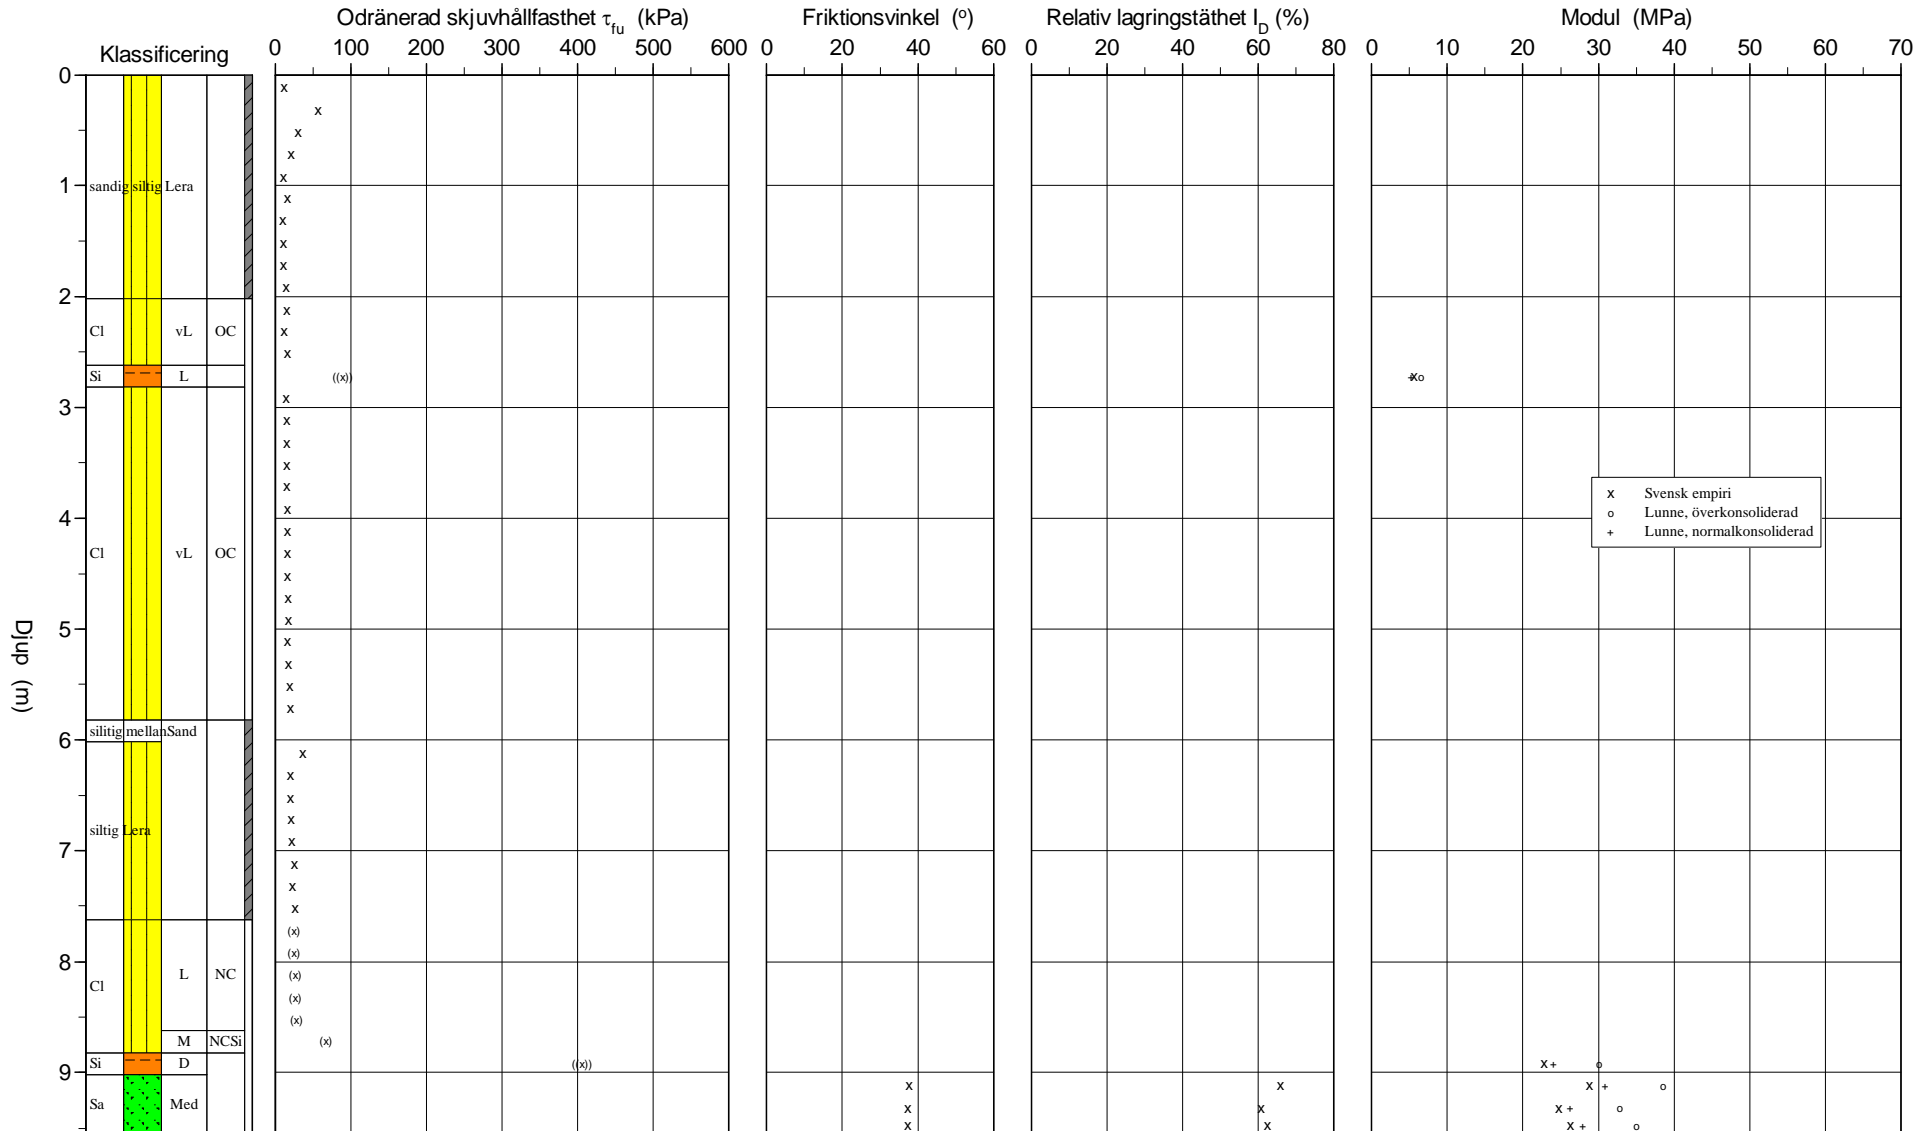 Odränerad skjuvhållfasthet τfu (kPa)
Friktionsvinkel (o)
Relativ lagringstäthet ID (%)
Modul (MPa)
Klassificering
0 100 200 300 400 500 600
0 20 40 60
0 20 40 60 80
0 10 20 30 40 50 60 70
Djup (m)
0
1
2
3
4
5
6
7
8
9
sandig siltig Lera
Cl vL OC
Si L
Cl vL OC
silitig mellanSand
siltig Lera
Cl L NC
M NCSi
Si D
Sa Med
x Svensk empiri
o Lunne, överkonsoliderad
+ Lunne, normalkonsoliderad